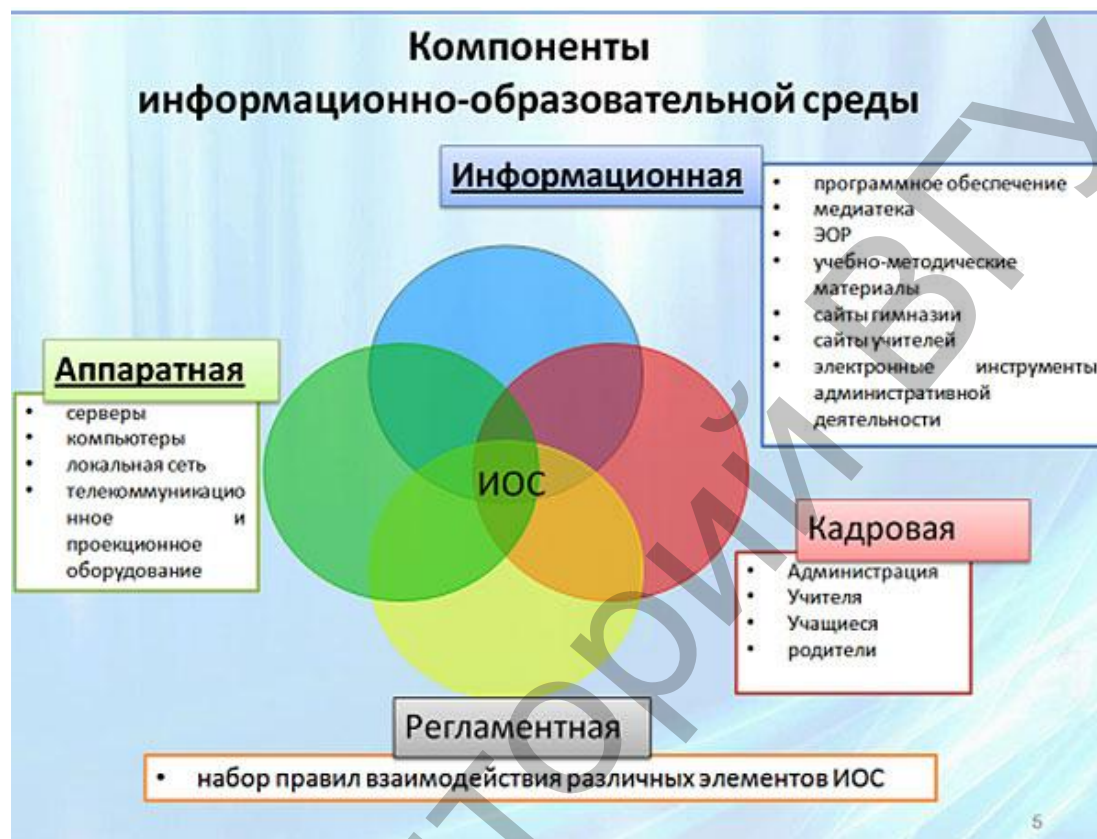 Компоненты
информационно-образовательной среды
Информационная
• программное обеспечение
• медиатека
• ЭОР
• учебно-методические
материалы
• сайты гимназии
• сайты учителей
• электронные инструменты
административной
деятельности
Аппаратная
• серверы
• компьютеры
• локальная сеть
• телекоммуникацио
нное и
проекционное
оборудование
ИОС
Кадровая
• Администрация
• Учителя
• Учащиеся
• родители
Регламентная
• набор правил взаимодействия различных элементов ИОС
5
торий ВГУ